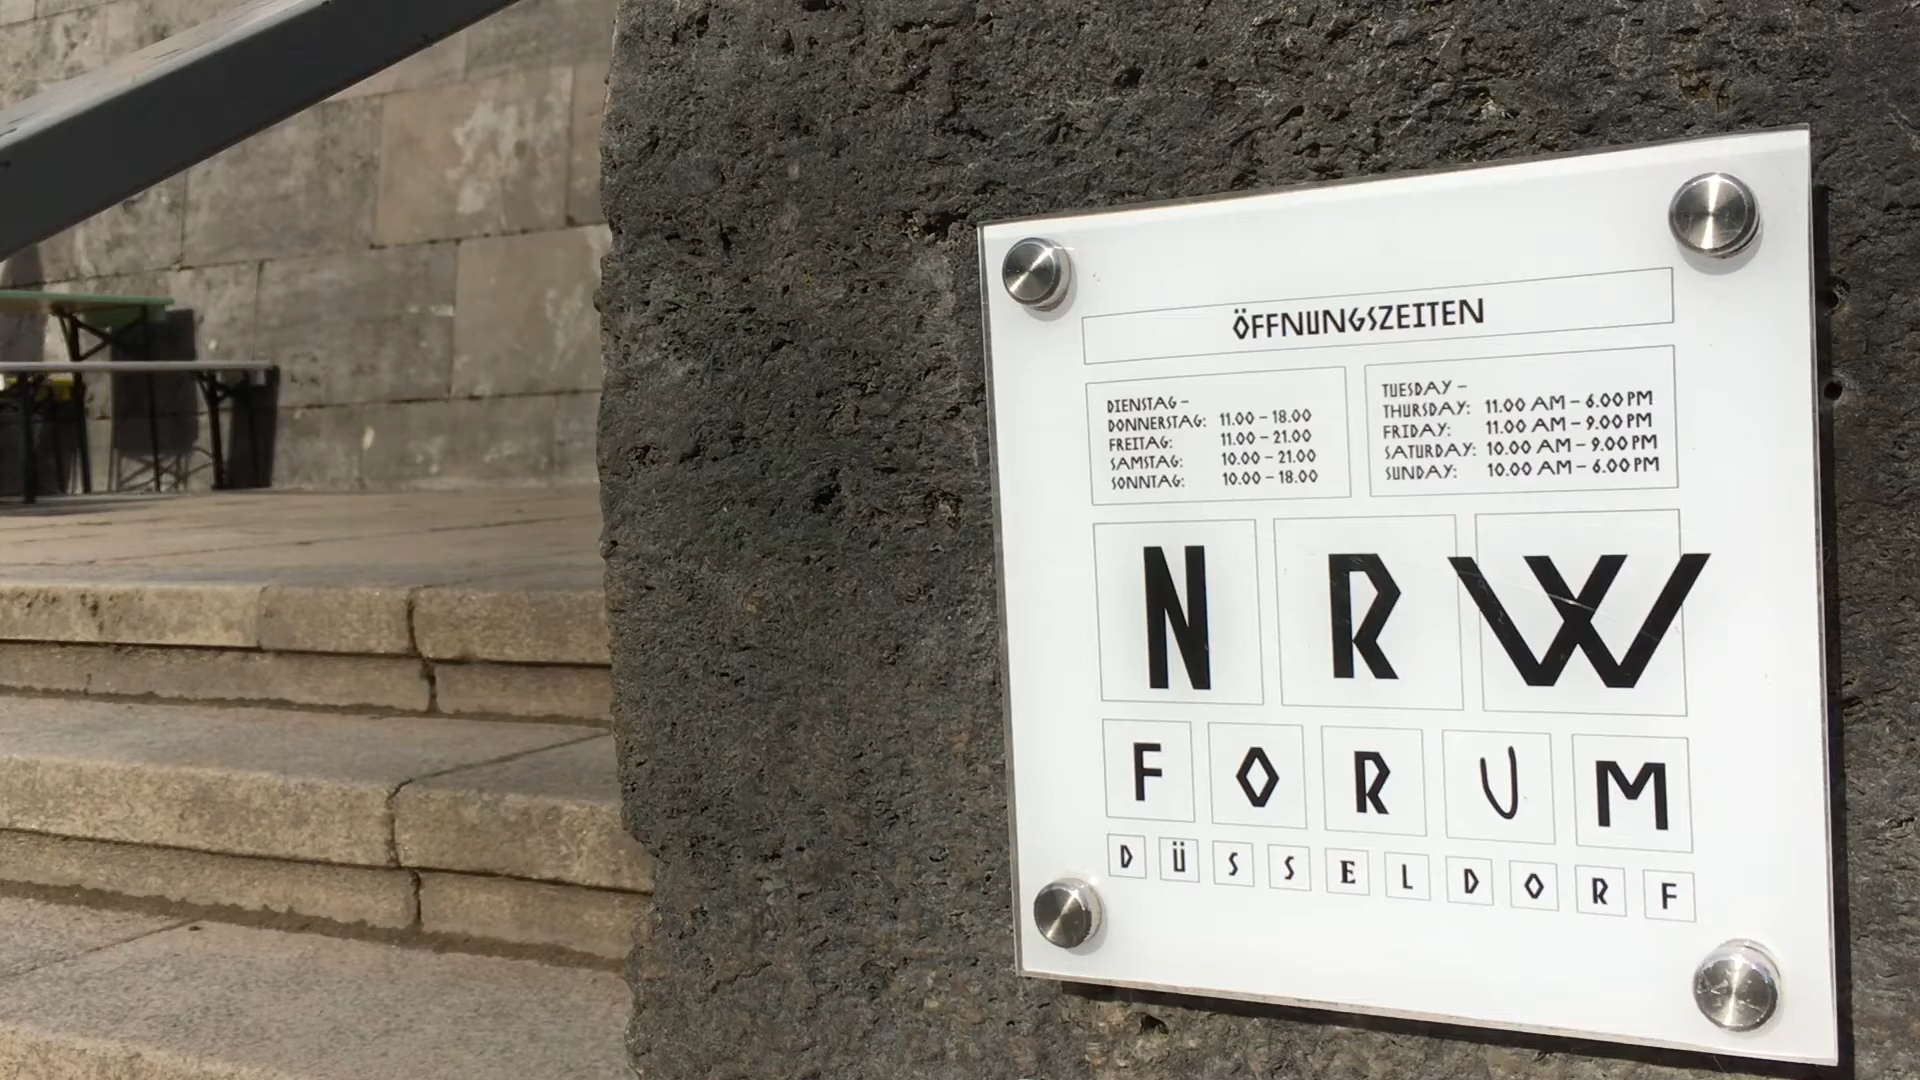 ÖFFNUNGSZEITEN
DIENSTAG –
DONNERSTAG: 11.00 – 18.00
FREITAG: 11.00 – 21.00
SAMSTAG: 10.00 – 21.00
SONNTAG: 10.00 – 18.00
TUESDAY –
THURSDAY: 11.00 AM – 6.00 PM
FRIDAY: 11.00 AM – 9.00 PM
SATURDAY: 10.00 AM – 9.00 PM
SUNDAY: 10.00 AM – 6.00 PM
NRW
FORUM
DÜSSELDORF